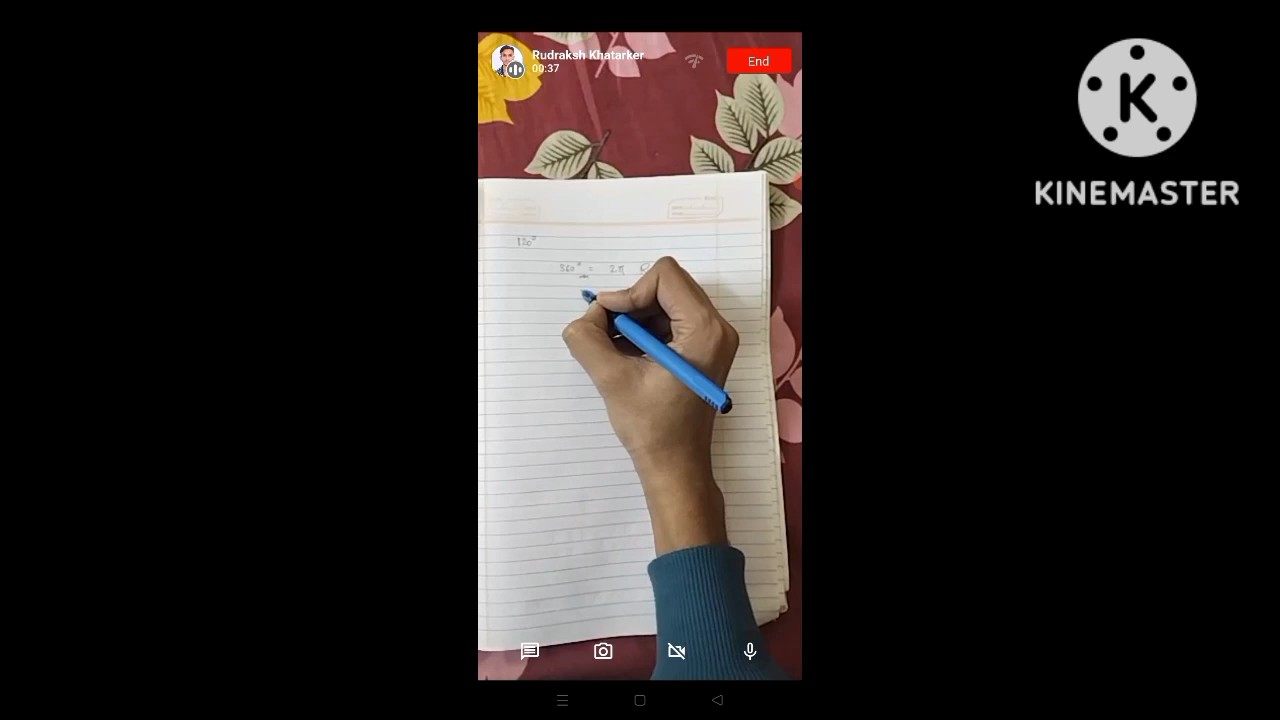 Rudraksh Khatarker
00:37
End
K
KINEMASTER
120°
360° = 2π